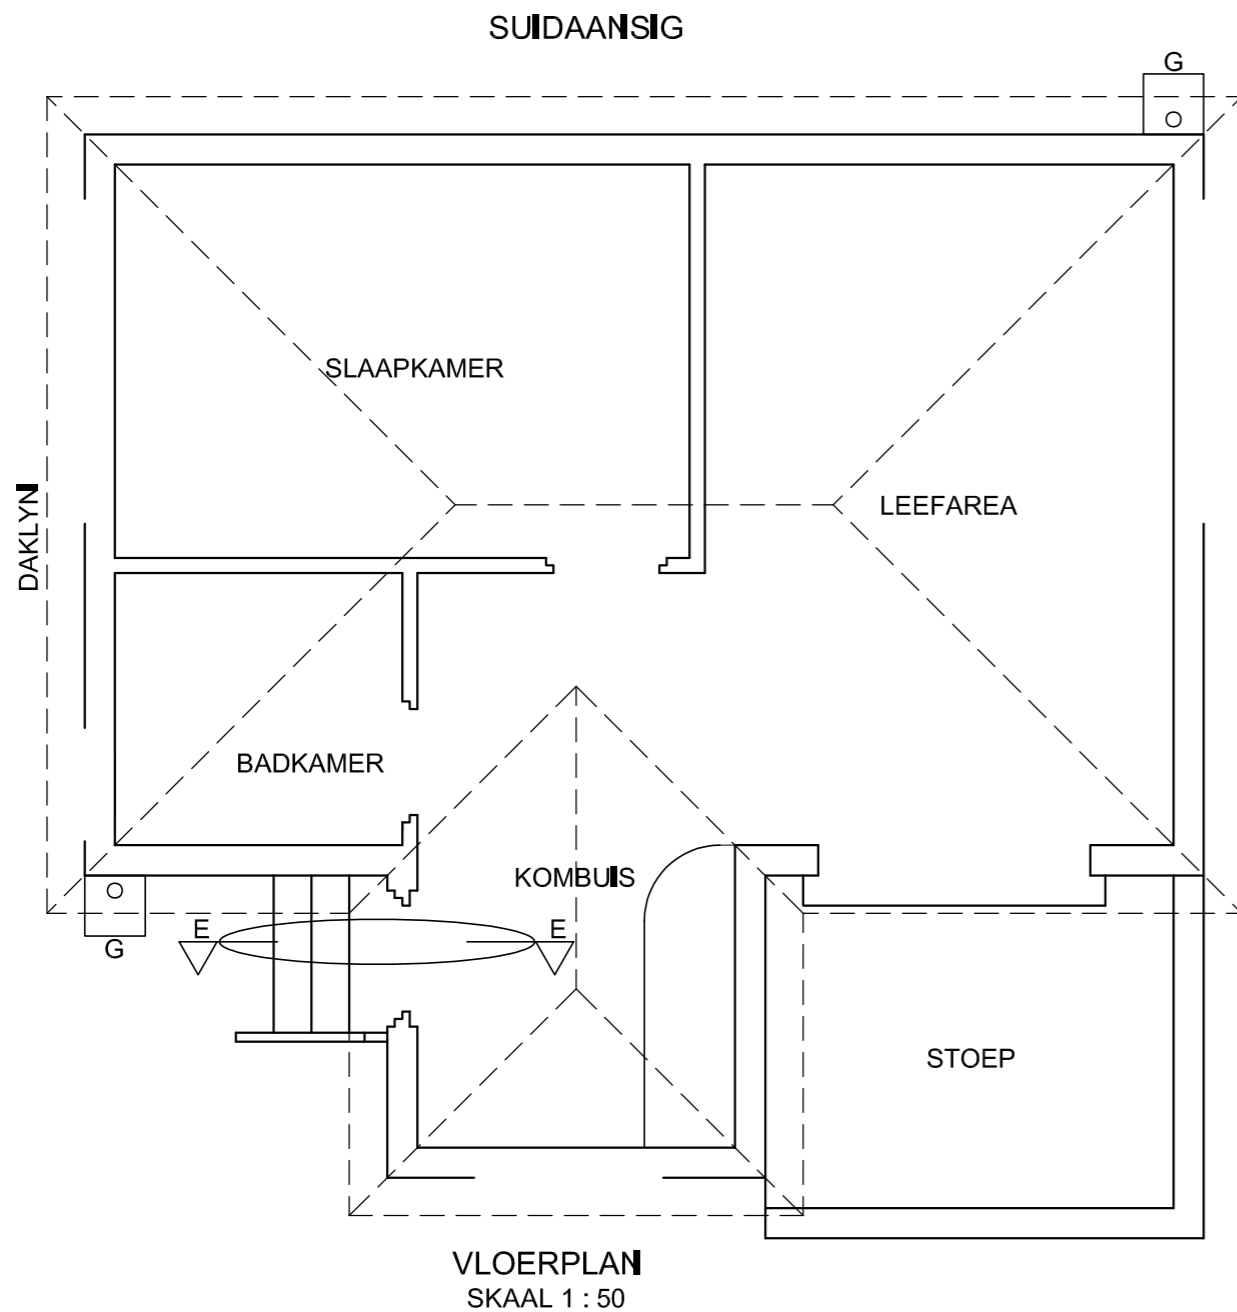 SUIDAANSIG
G
SLAAPKAMER
LEEFAREA
DAKLYN
BADKAMER
KOMBUIS
E
E
G
STOEP
VLOERPLAN
SKAAL 1 : 50